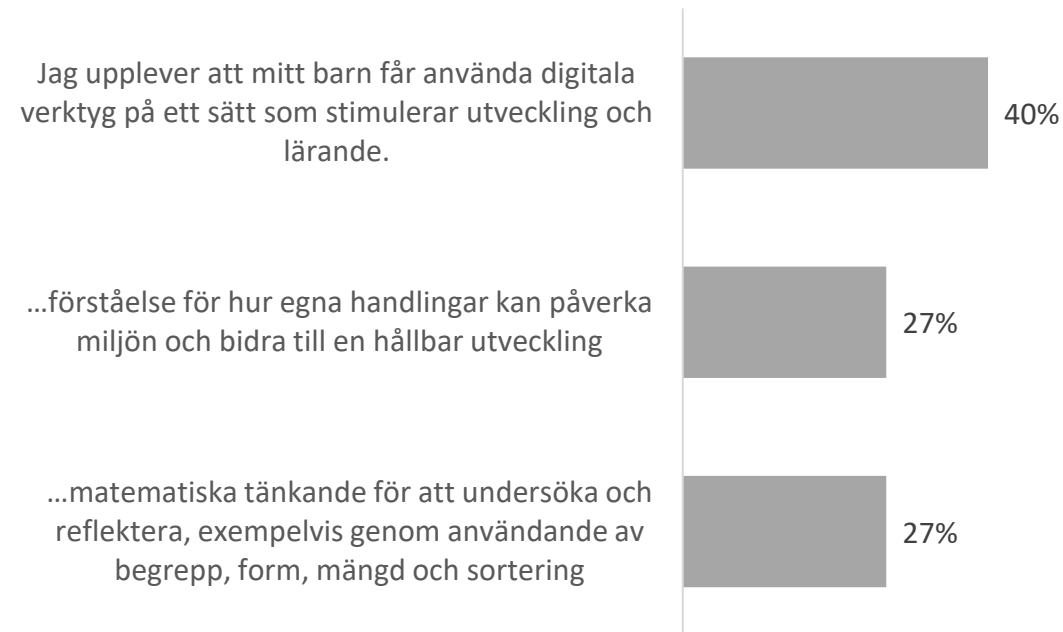 Jag upplever att mitt barn får använda digitala
verktyg på ett sätt som stimulerar utveckling och
lärande.
40%
…förståelse för hur egna handlingar kan påverka
miljön och bidra till en hållbar utveckling
27%
…matematiska tänkande för att undersöka och
reflektera, exempelvis genom användande av
begrepp, form, mängd och sortering
27%